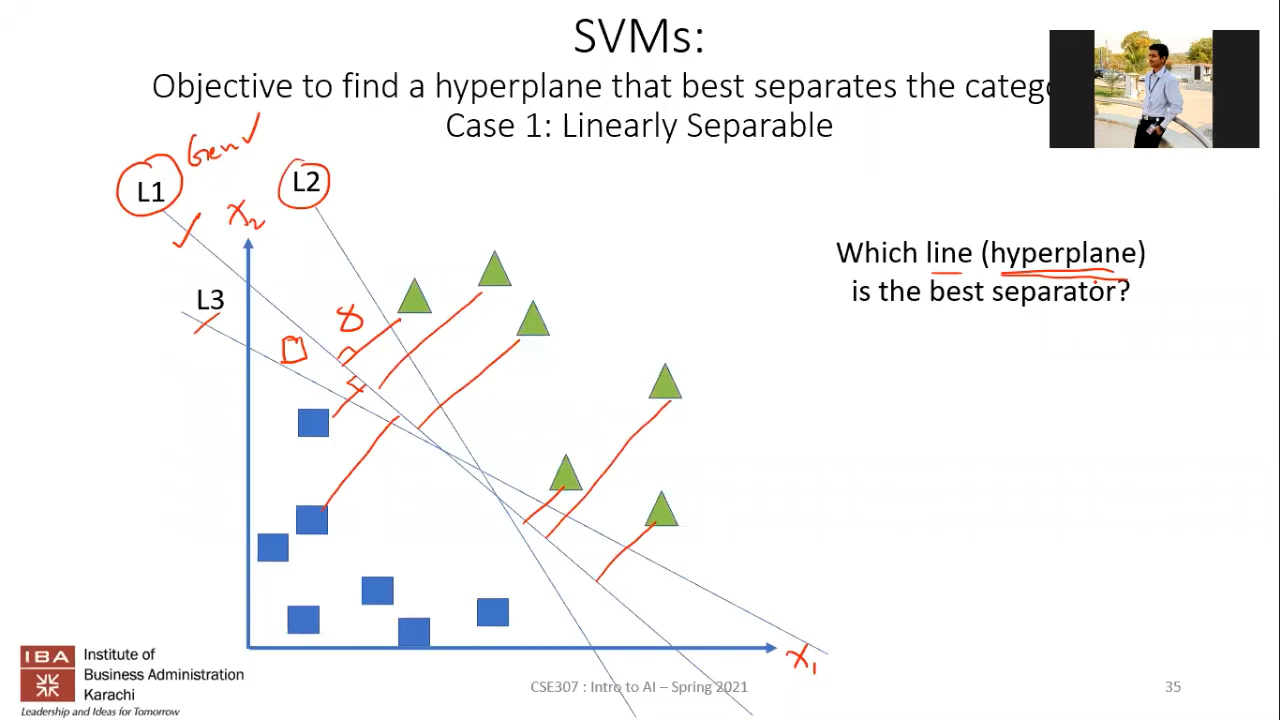 SVMs:
Objective to find a hyperplane that best separates the catego
Case 1: Linearly Separable
Gen
L1
L2
X2
L3
Which line (hyperplane)
is the best separator?
X1
IBA
Institute of
Business Administration
Karachi
Leadership and Ideas for Tomorrow
CSE307 : Intro to AI – Spring 2021
35